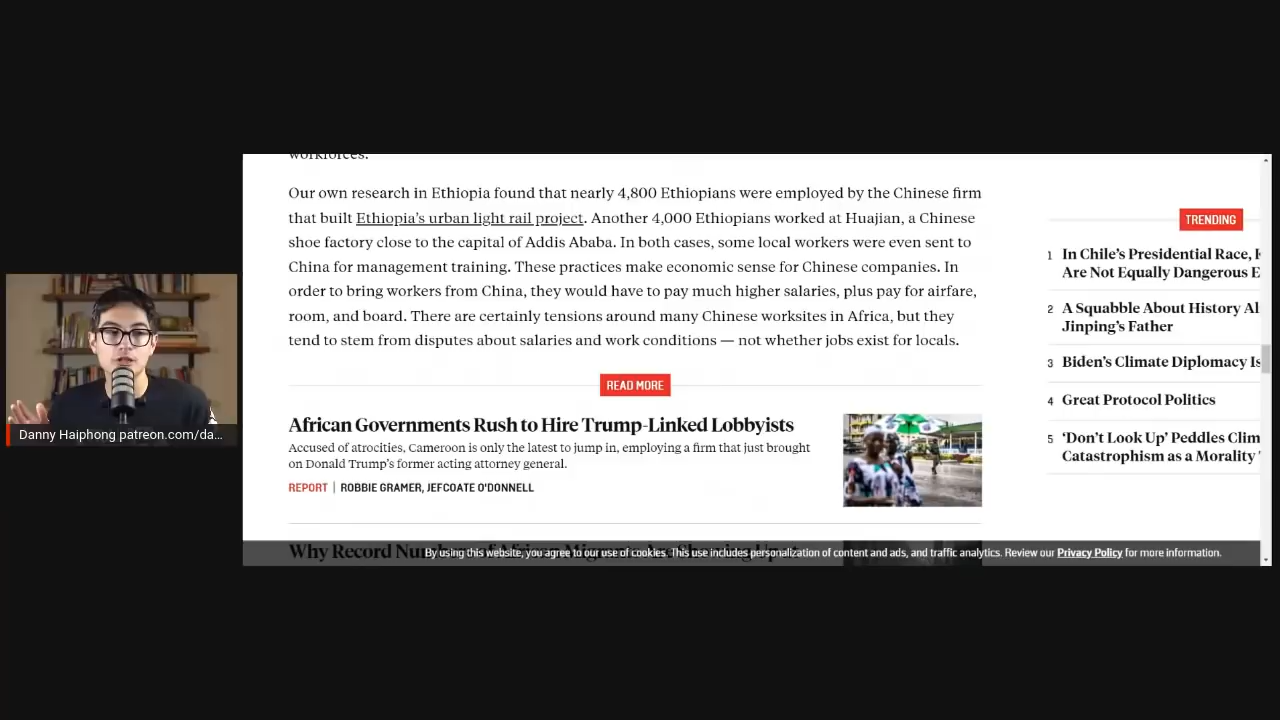 workforces.
Our own research in Ethiopia found that nearly 4,800 Ethiopians were employed by the Chinese firm
that built Ethiopia's urban light rail project. Another 4,000 Ethiopians worked at Huajian, a Chinese
shoe factory close to the capital of Addis Ababa. In both cases, some local workers were even sent to
China for management training. These practices make economic sense for Chinese companies. In
order to bring workers from China, they would have to pay much higher salaries, plus pay for airfare,
room, and board. There are certainly tensions around many Chinese worksites in Africa, but they
tend to stem from disputes about salaries and work conditions — not whether jobs exist for locals.
READ MORE
African Governments Rush to Hire Trump-Linked Lobbyists
Accused of atrocities, Cameroon is only the latest to jump in, employing a firm that just brought
on Donald Trump's former acting attorney general.
REPORT | ROBBIE GRAMER, JEFCOATE O'DONNELL
Why Record
By using this website, you agree to our use of cookies. This use includes personalization of content and ads, and traffic analytics. Review our Privacy Policy for more information.
TRENDING
1 In Chile's Presidential Race,
Are Not Equally Dangerous
2 A Squabble About History
Jinping's Father
3 Biden's Climate Diplomacy
4 Great Protocol Politics
5 'Don't Look Up' Peddles
Catastrophism as a Morality
Danny Haiphong patreon.com/da...